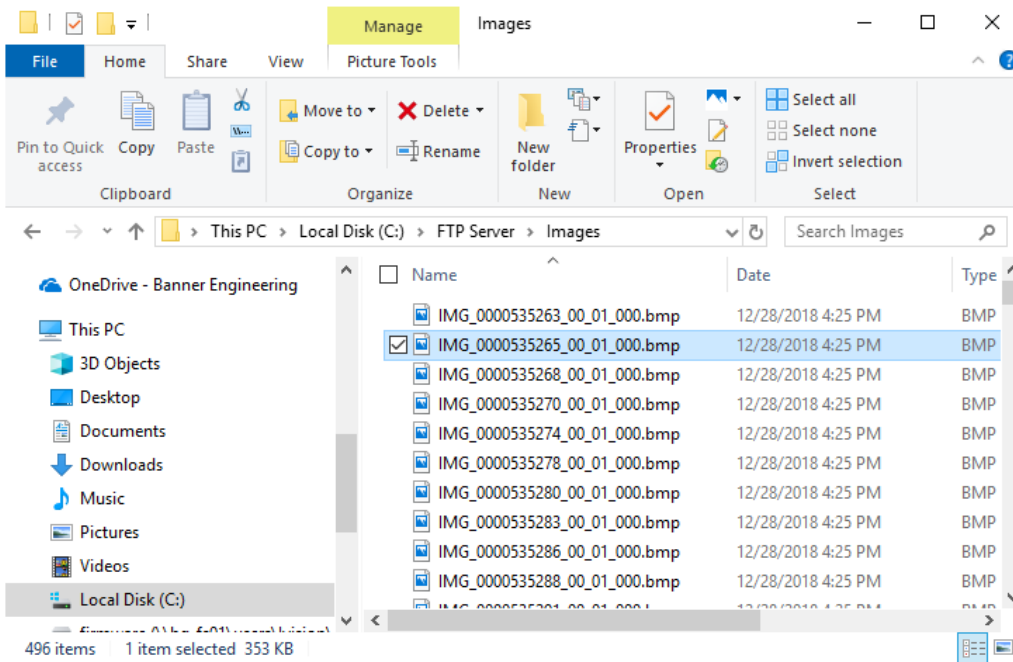 Manage Images
File Home Share View Picture Tools
Pin to Quick access Copy Paste
Move to Delete
Copy to Rename
New folder
Properties
Select all
Select none
Invert selection
Clipboard Organize New Open Select
This PC > Local Disk (C:) > FTP Server > Images Search Images
OneDrive - Banner Engineering
This PC
3D Objects
Desktop
Documents
Downloads
Music
Pictures
Videos
Local Disk (C:)
Name Date Type
IMG_0000535263_00_01_000.bmp 12/28/2018 4:25 PM BMP
IMG_0000535265_00_01_000.bmp 12/28/2018 4:25 PM BMP
IMG_0000535268_00_01_000.bmp 12/28/2018 4:25 PM BMP
IMG_0000535270_00_01_000.bmp 12/28/2018 4:25 PM BMP
IMG_0000535274_00_01_000.bmp 12/28/2018 4:25 PM BMP
IMG_0000535278_00_01_000.bmp 12/28/2018 4:25 PM BMP
IMG_0000535280_00_01_000.bmp 12/28/2018 4:25 PM BMP
IMG_0000535283_00_01_000.bmp 12/28/2018 4:25 PM BMP
IMG_0000535286_00_01_000.bmp 12/28/2018 4:25 PM BMP
IMG_0000535288_00_01_000.bmp 12/28/2018 4:25 PM BMP
496 items 1 item selected 353 KB